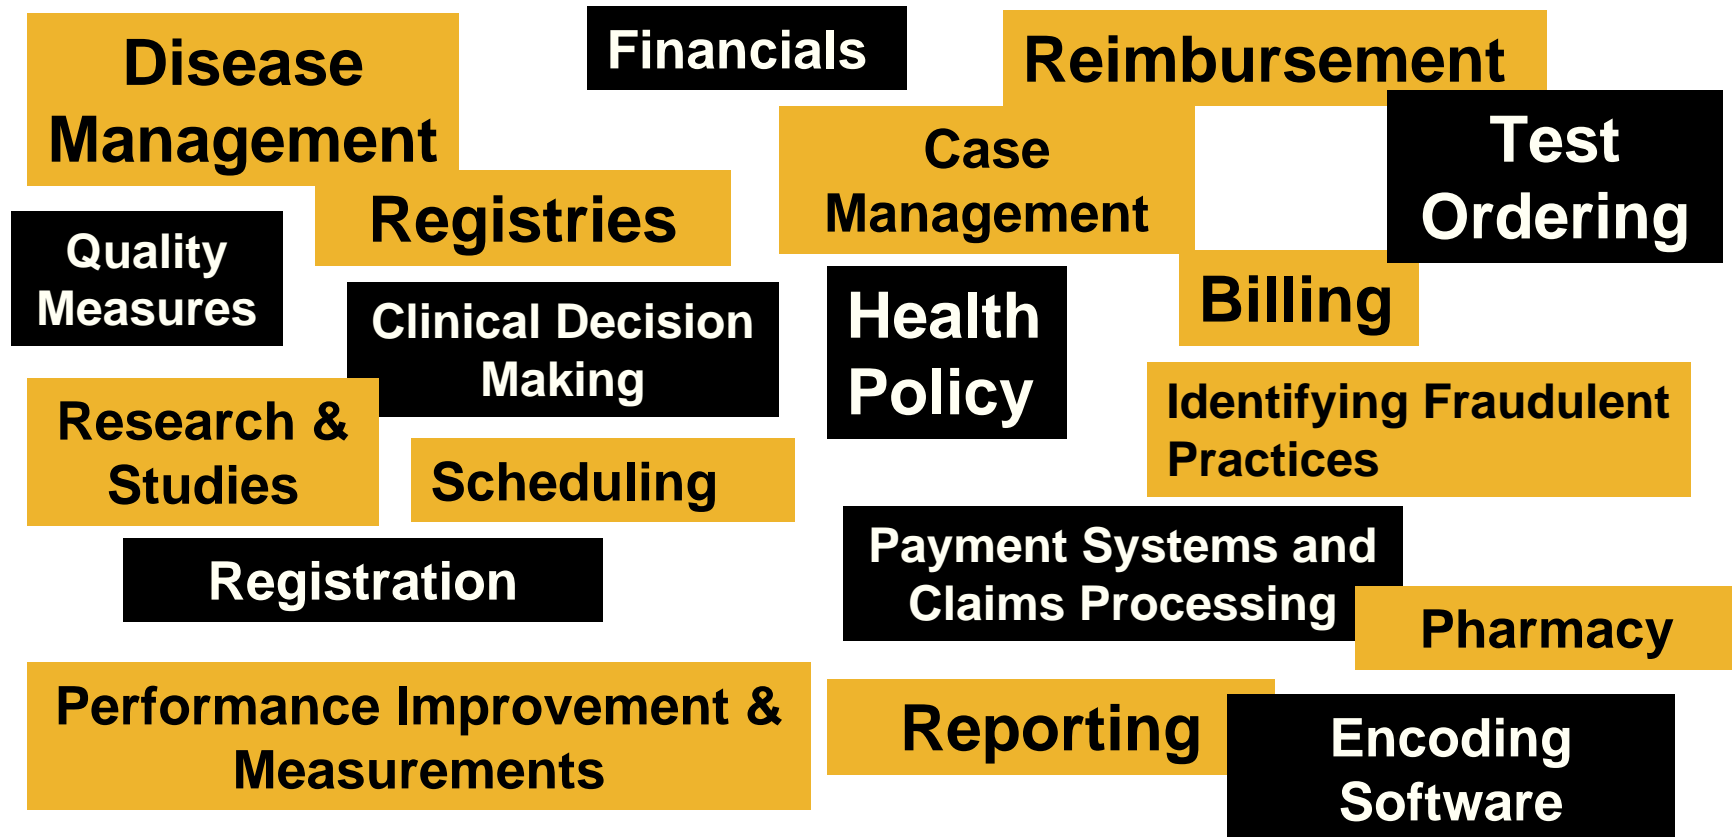 Disease
Management
Financials
Reimbursement
Case
Management
Test
Ordering
Registries
Quality
Measures
Clinical Decision
Making
Health
Policy
Billing
Research &
Studies
Scheduling
Identifying Fraudulent
Practices
Registration
Payment Systems and
Claims Processing
Pharmacy
Performance Improvement &
Measurements
Reporting
Encoding
Software